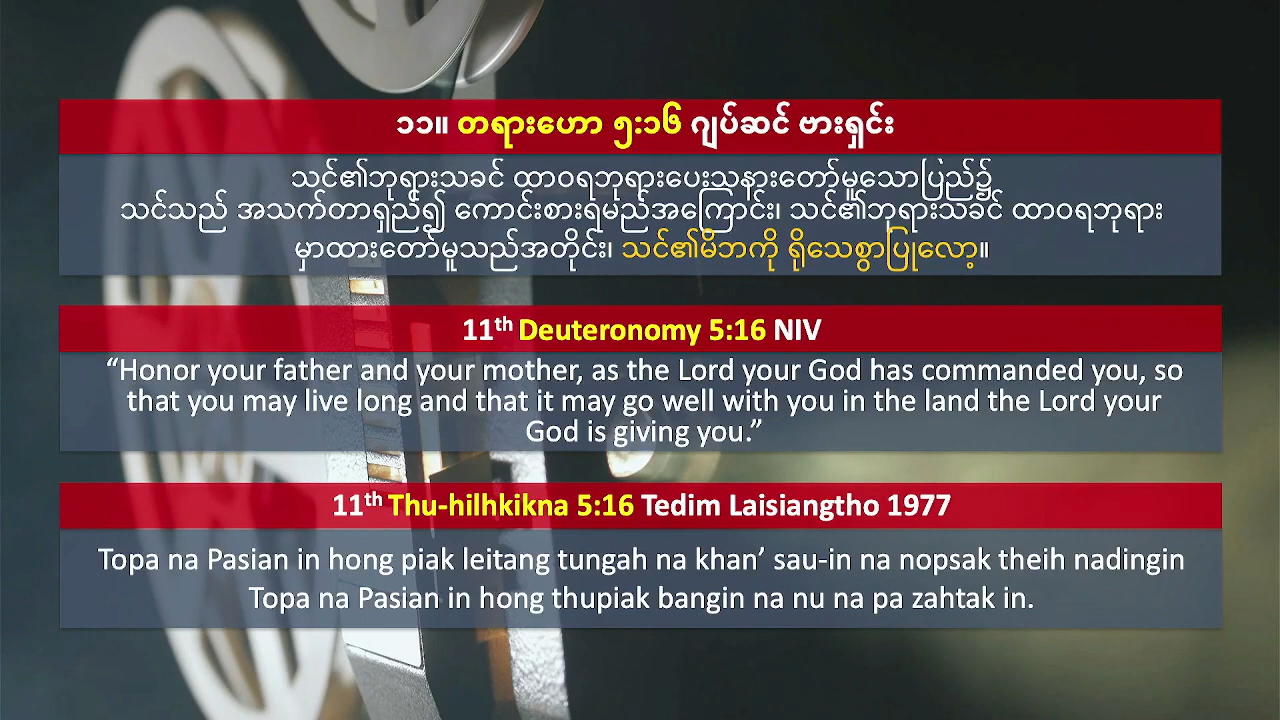 ၁၁။ တရားဟော ၅:၁၆ ဂျပ်ဆင် ဗားရှင်း
သင်၏ဘုရားသခင် ထာဝရဘုရားပေးသနားတော်မူသောပြည်၌
သင်သည် အသက်တာရှည်၍ ကောင်းစားရမည်အကြောင်း၊ သင်၏ဘုရားသခင် ထာဝရဘုရား
မှာထားတော်မူသည်အတိုင်း၊ သင်၏မိဘကို ရိုသေစွာပြုလော့။
11th Deuteronomy 5:16 NIV
“Honor your father and your mother, as the Lord your God has commanded you, so
that you may live long and that it may go well with you in the land the Lord your
God is giving you.”
11th Thu-hilhkikna 5:16 Tedim Laisiangtho 1977
Topa na Pasian in hong piak leitang tungah na khan’ sau-in na nopsak theih nadingin
Topa na Pasian in hong thupiak bangin na nu na pa zahtak in.